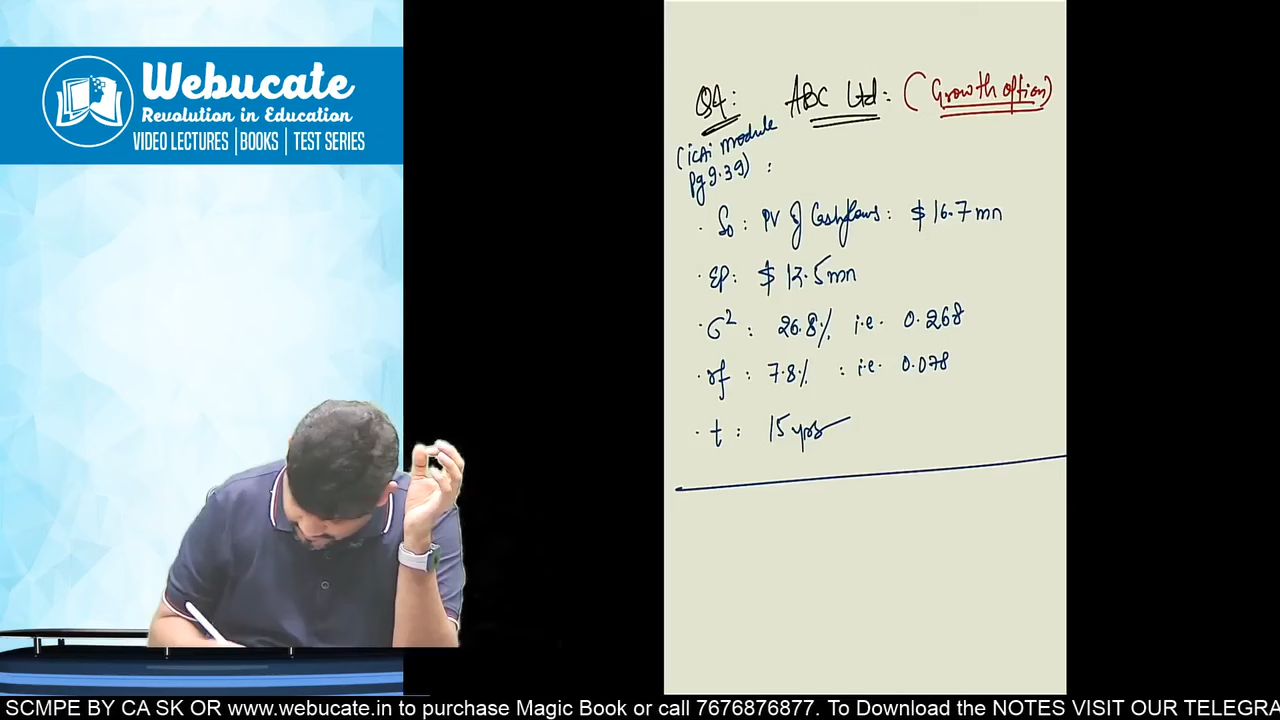 Webucate
Revolution in Education
VIDEO LECTURES | BOOKS | TEST SERIES
Q4: ABC Ltd: (Growth option)
(ICAI Module
Pg 9.39) :
· S₀ : PV of Cashflows : $ 16.7 mn
· EP : $ 12.5 mn
· σ² : 26.8% i.e. 0.268
· rf : 7.8% : i.e. 0.078
· t : 15 yrs
SCMPE BY CA SK OR www.webucate.in to purchase Magic Book or call 7676876877. To Download the NOTES VISIT OUR TELEGRA